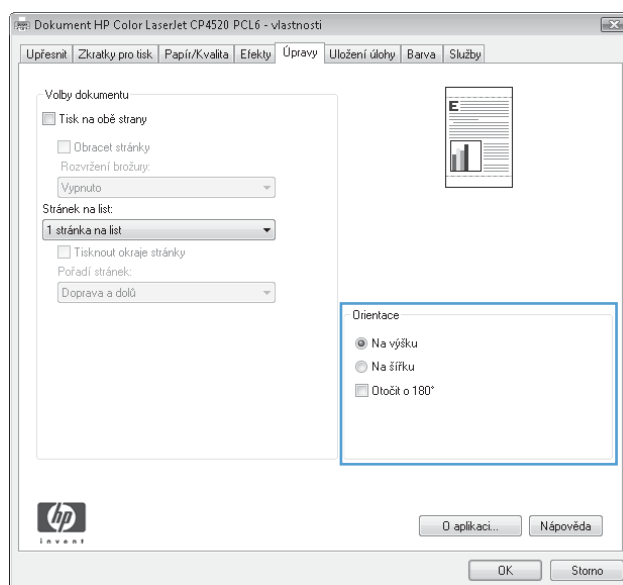 Dokument HP Color LaserJet CP4520 PCL6 - vlastnosti
Upřesnit Zkratky pro tisk Papír/Kvalita Efekty Úpravy Uložení úlohy Barva Služby
Volby dokumentu
Tisk na obě strany
Obracet stránky
Rozvržení brožury:
Vypnuto
Stránek na list:
1 stránka na list
Tisknout okraje stránky
Pořadí stránek:
Doprava a dolů
E
Orientace
Na výšku
Na šířku
Otočit o 180°
hp
invent
O aplikaci...
Nápověda
OK
Storno